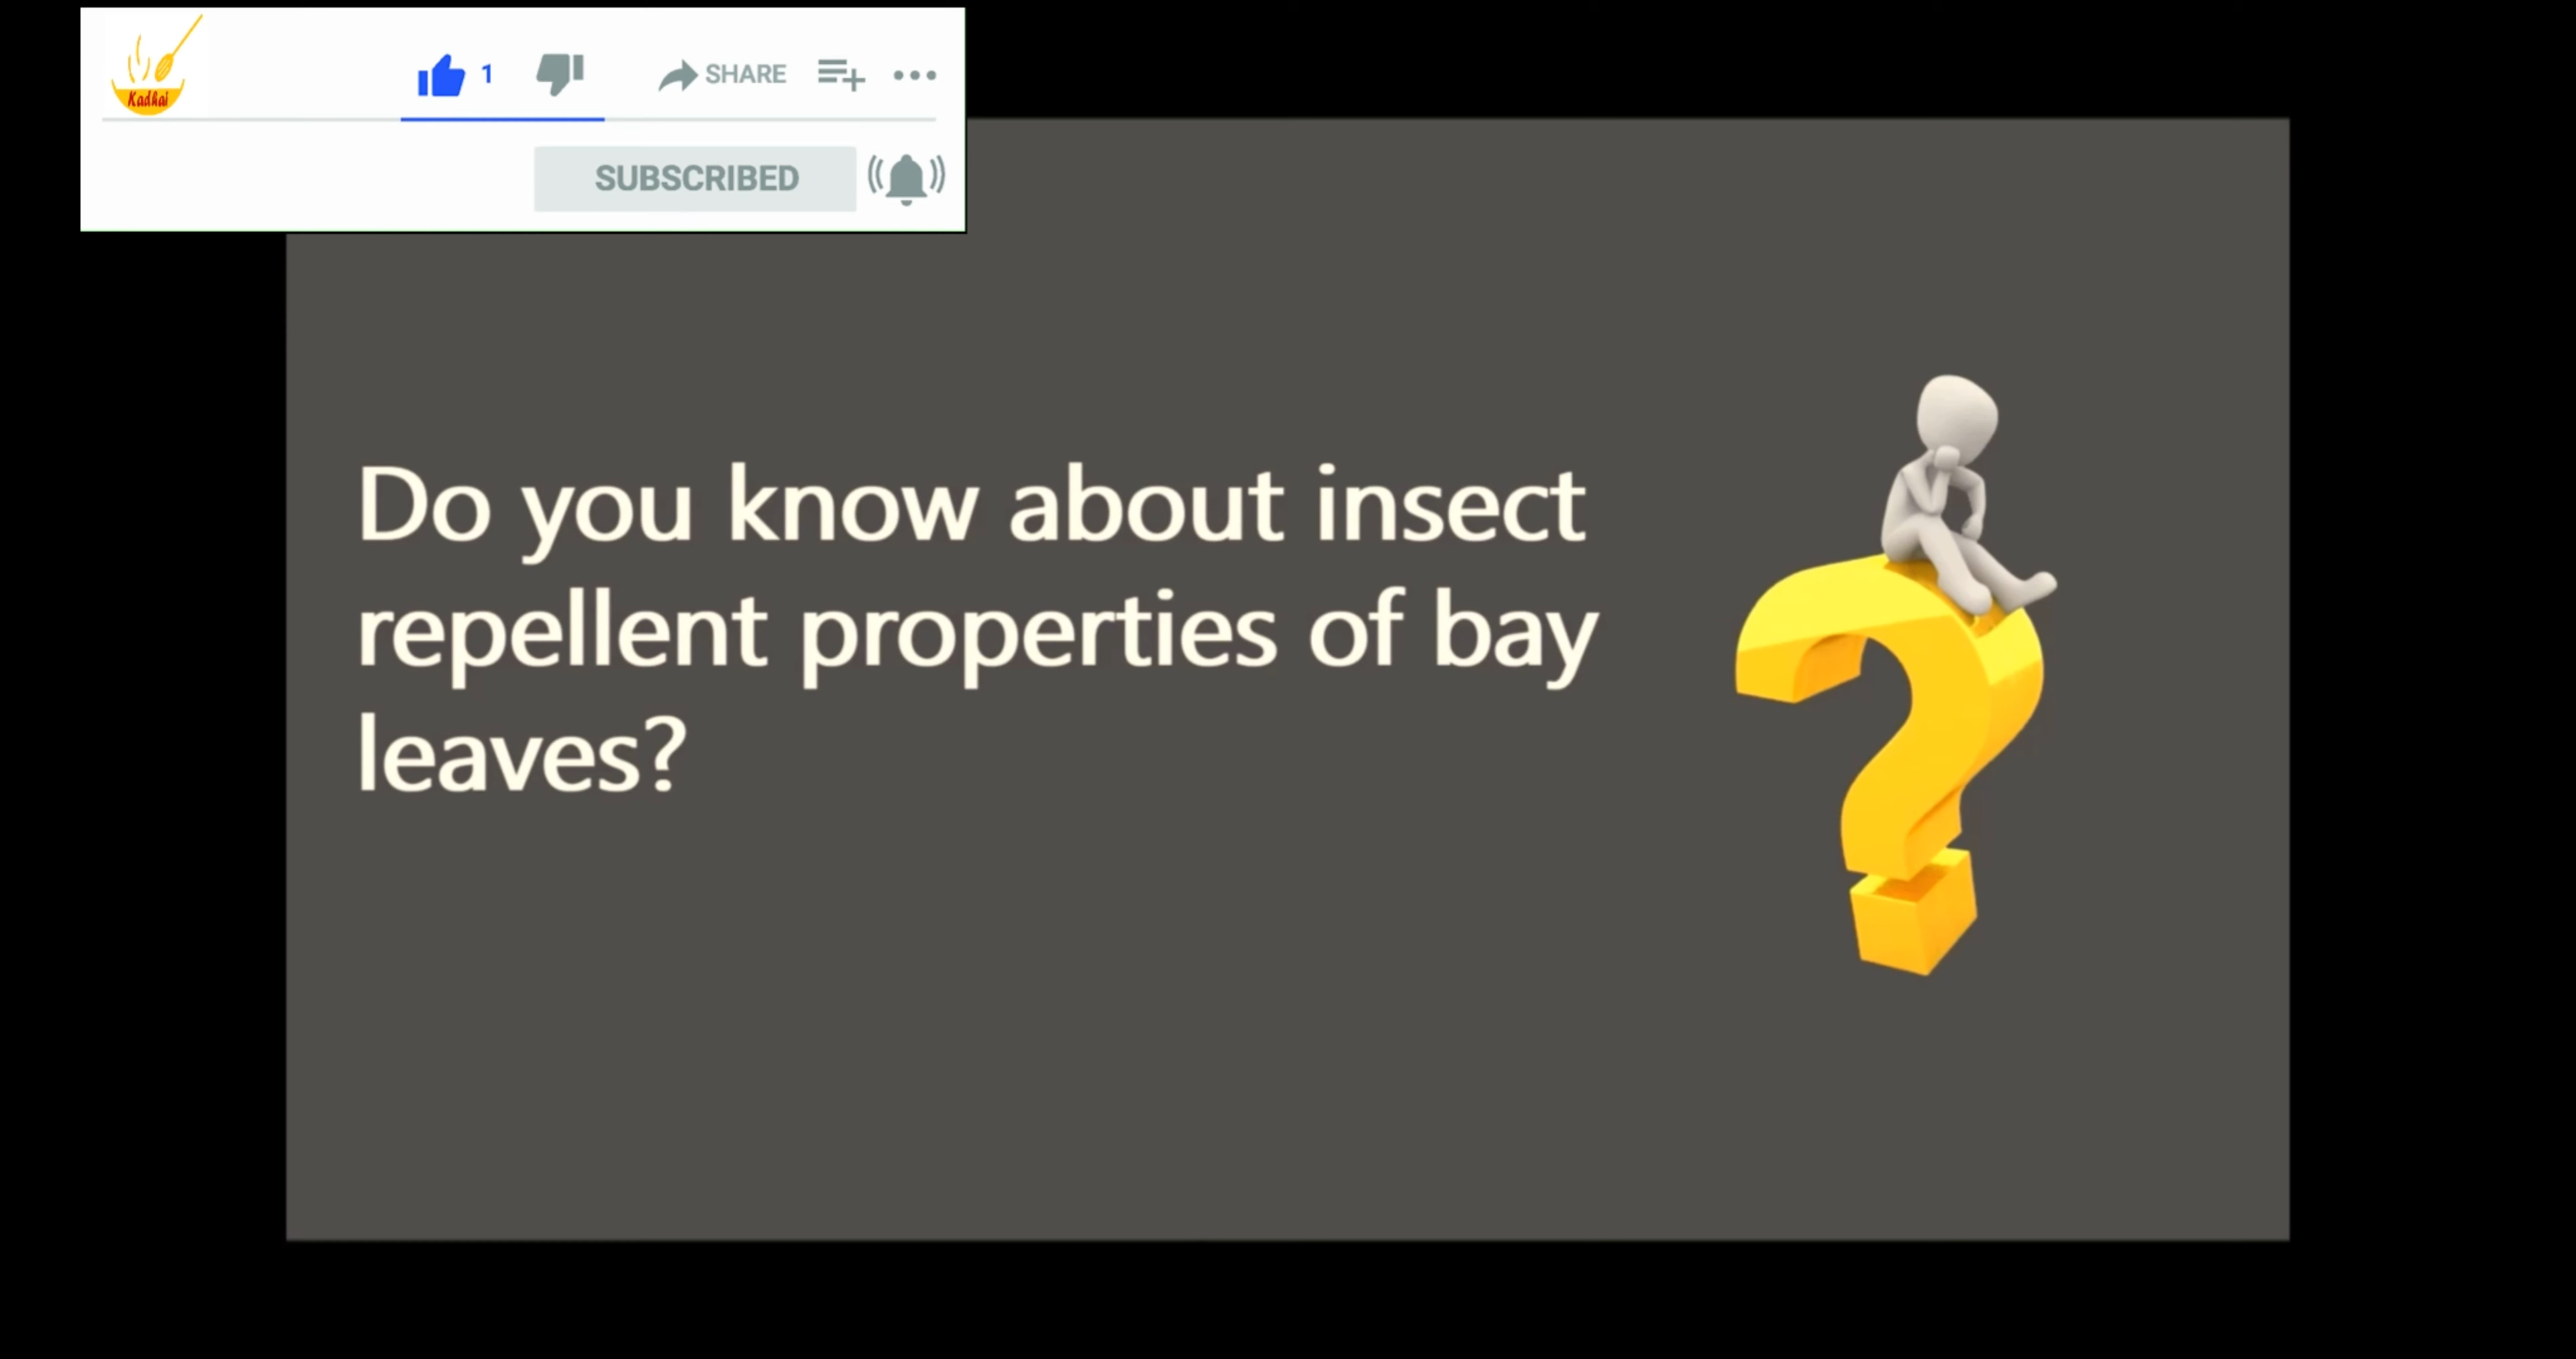 Kadhai
1
SHARE
SUBSCRIBED
Do you know about insect
repellent properties of bay
leaves?